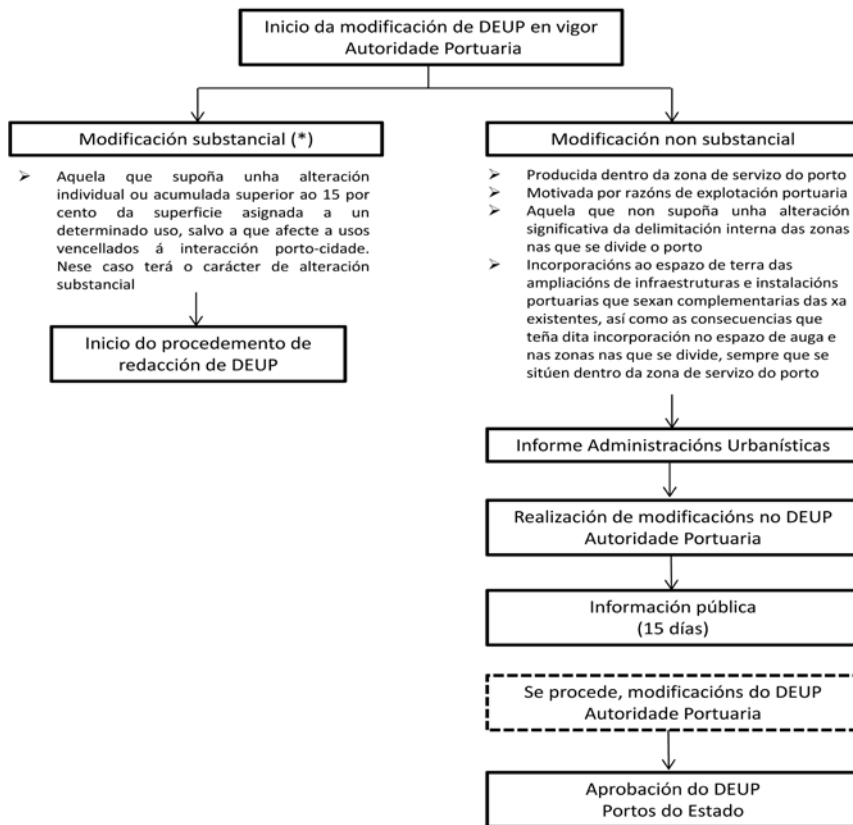 Inicio da modificación de DEUP en vigor
Autoridade Portuaria
Modificación substancial (*)
Aquela que supoña unha alteración
individual ou acumulada superior ao 15 por
cento da superficie asignada a un
determinado uso, salvo a que afecte a usos
vencellados á interacción porto-cidade.
Nese caso terá o carácter de alteración
substancial
Inicio do procedemento de
redacción de DEUP
Modificación non substancial
Producida dentro da zona de servizo do porto
Motivada por razóns de explotación portuaria
Aquela que non supoña unha alteración
significativa da delimitación interna das zonas
nas que se divide o porto
Incorporacións ao espazo de terra das
ampliacións de infraestruturas e instalacións
portuarias que sexan complementarias das xa
existentes, así como as consecuencias que
teña dita incorporación no espazo de auga e
nas zonas nas que se divide, sempre que se
sitúen dentro da zona de servizo do porto
Informe Administracións Urbanísticas
Realización de modificacións no DEUP
Autoridade Portuaria
Información pública
(15 días)
Se procede, modificacións do DEUP
Autoridade Portuaria
Aprobación do DEUP
Portos do Estado